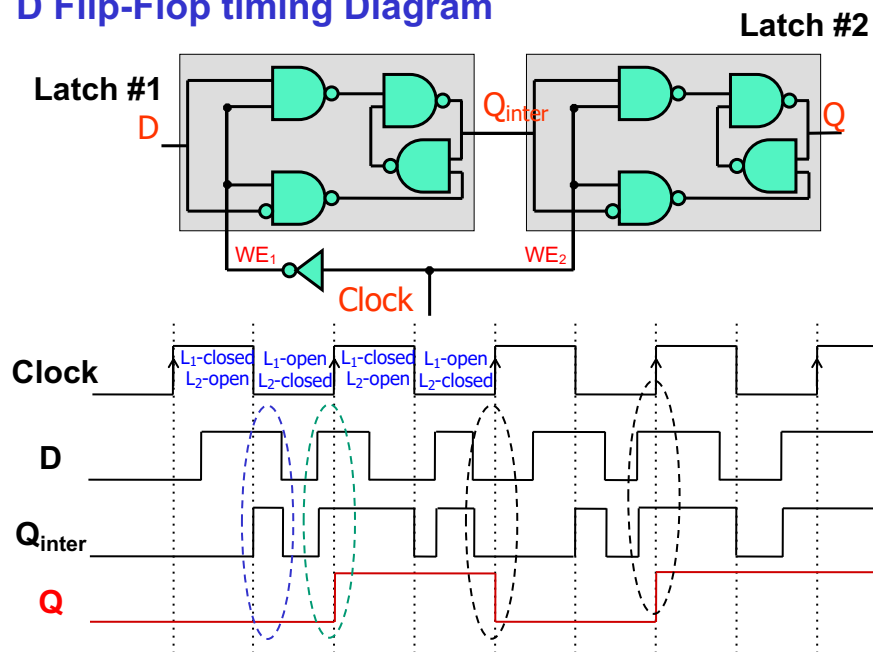 D Flip-Flop timing Diagram
Latch #2
Latch #1
D
Qinter
Q
WE1
WE2
Clock
Clock
L1-closed
L2-open
L1-open
L2-closed
L1-closed
L2-open
L1-open
L2-closed
D
Qinter
Q